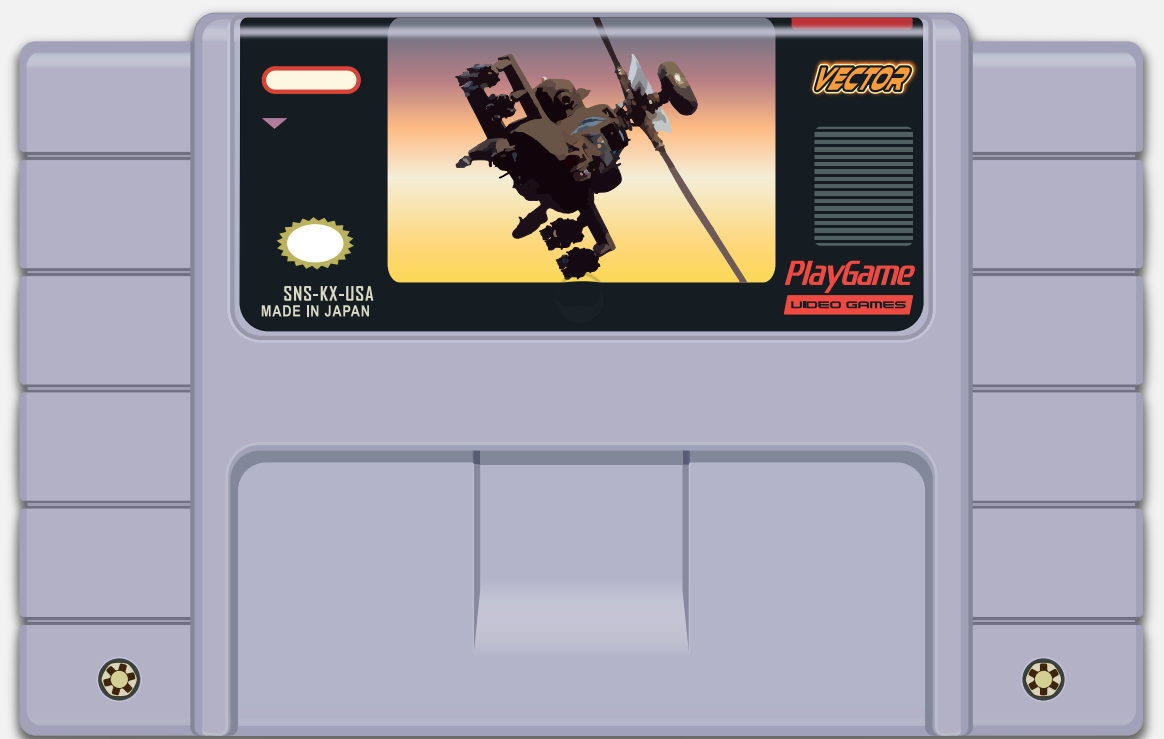 VECTOR
SNS-KX-USA
MADE IN JAPAN
PlayGame
VIDEO GAMES